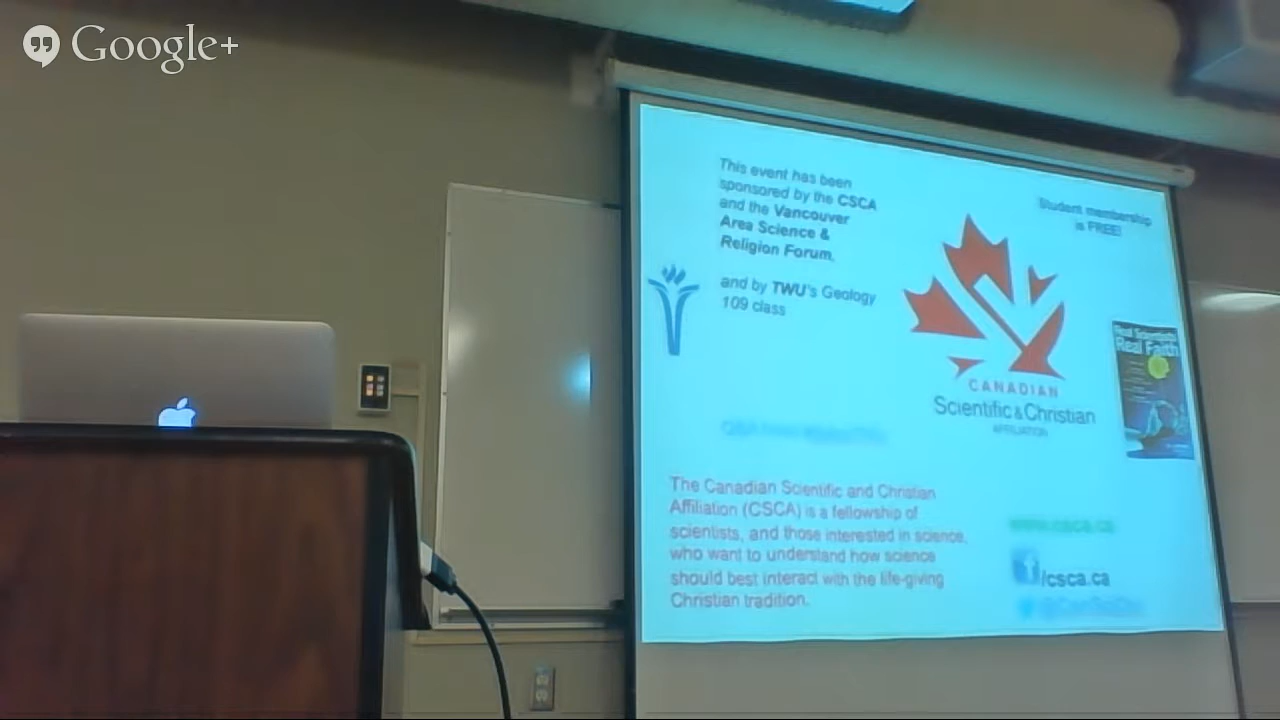 Google+
This event has been
sponsored by the CSCA
and the Vancouver
Area Science &
Religion Forum,
and by TWU's Geology
109 class
Student membership
is FREE!
CANADIAN
Scientific & Christian
AFFILIATION
Real Scientists
Real Faith
The Canadian Scientific and Christian
Affiliation (CSCA) is a fellowship of
scientists, and those interested in science,
who want to understand how science
should best interact with the life-giving
Christian tradition.
www.csca.ca
f/csca.ca